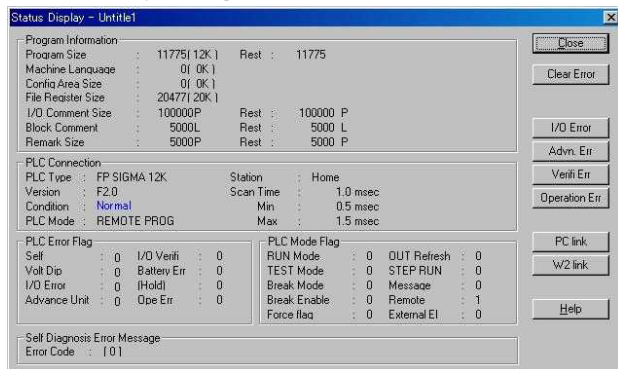 Status Display - Untitle1
Program Information
Program Size : 11775( 12K ) Rest : 11775
Machine Language : 0( 0K )
Config Area Size : 0( 0K )
File Register Size : 20477( 20K )
I/O Comment Size : 100000P Rest : 100000 P
Block Comment : 5000L Rest : 5000 L
Remark Size : 5000P Rest : 5000 P
PLC Connection
PLC Type : FP SIGMA 12K Station : Home
Version : F2.0 Scan Time : 1.0 msec
Condition : Normal Min : 0.5 msec
PLC Mode : REMOTE PROG Max : 1.5 msec
PLC Error Flag
Self : 0 I/O Verifi : 0
Volt Dip : 0 Battery Err : 0
I/O Error : 0 (Hold) : 0
Advance Unit : 0 Ope Err : 0
PLC Mode Flag
RUN Mode : 0 OUT Refresh : 0
TEST Mode : 0 STEP RUN : 0
Break Mode : 0 Message : 0
Break Enable : 0 Remote : 1
Force flag : 0 External EI : 0
Self Diagnosis Error Message
Error Code : [ 0 ]
Close
Clear Error
I/O Error
Advn. Err
Verifi Err
Operation Err
PC link
W2 link
Help